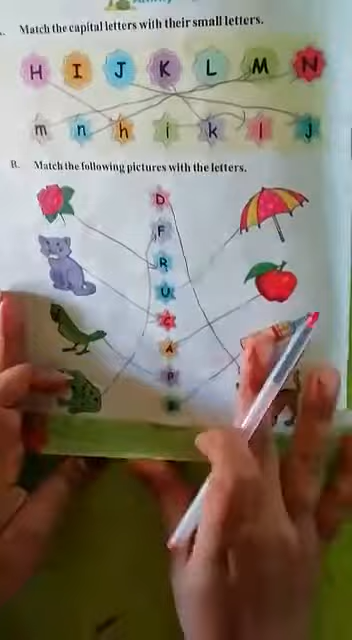 Match the capital letters with their small letters.
H I J K L M N
m n h i k l j
B. Match the following pictures with the letters.
D
F
R
U
C
A
P